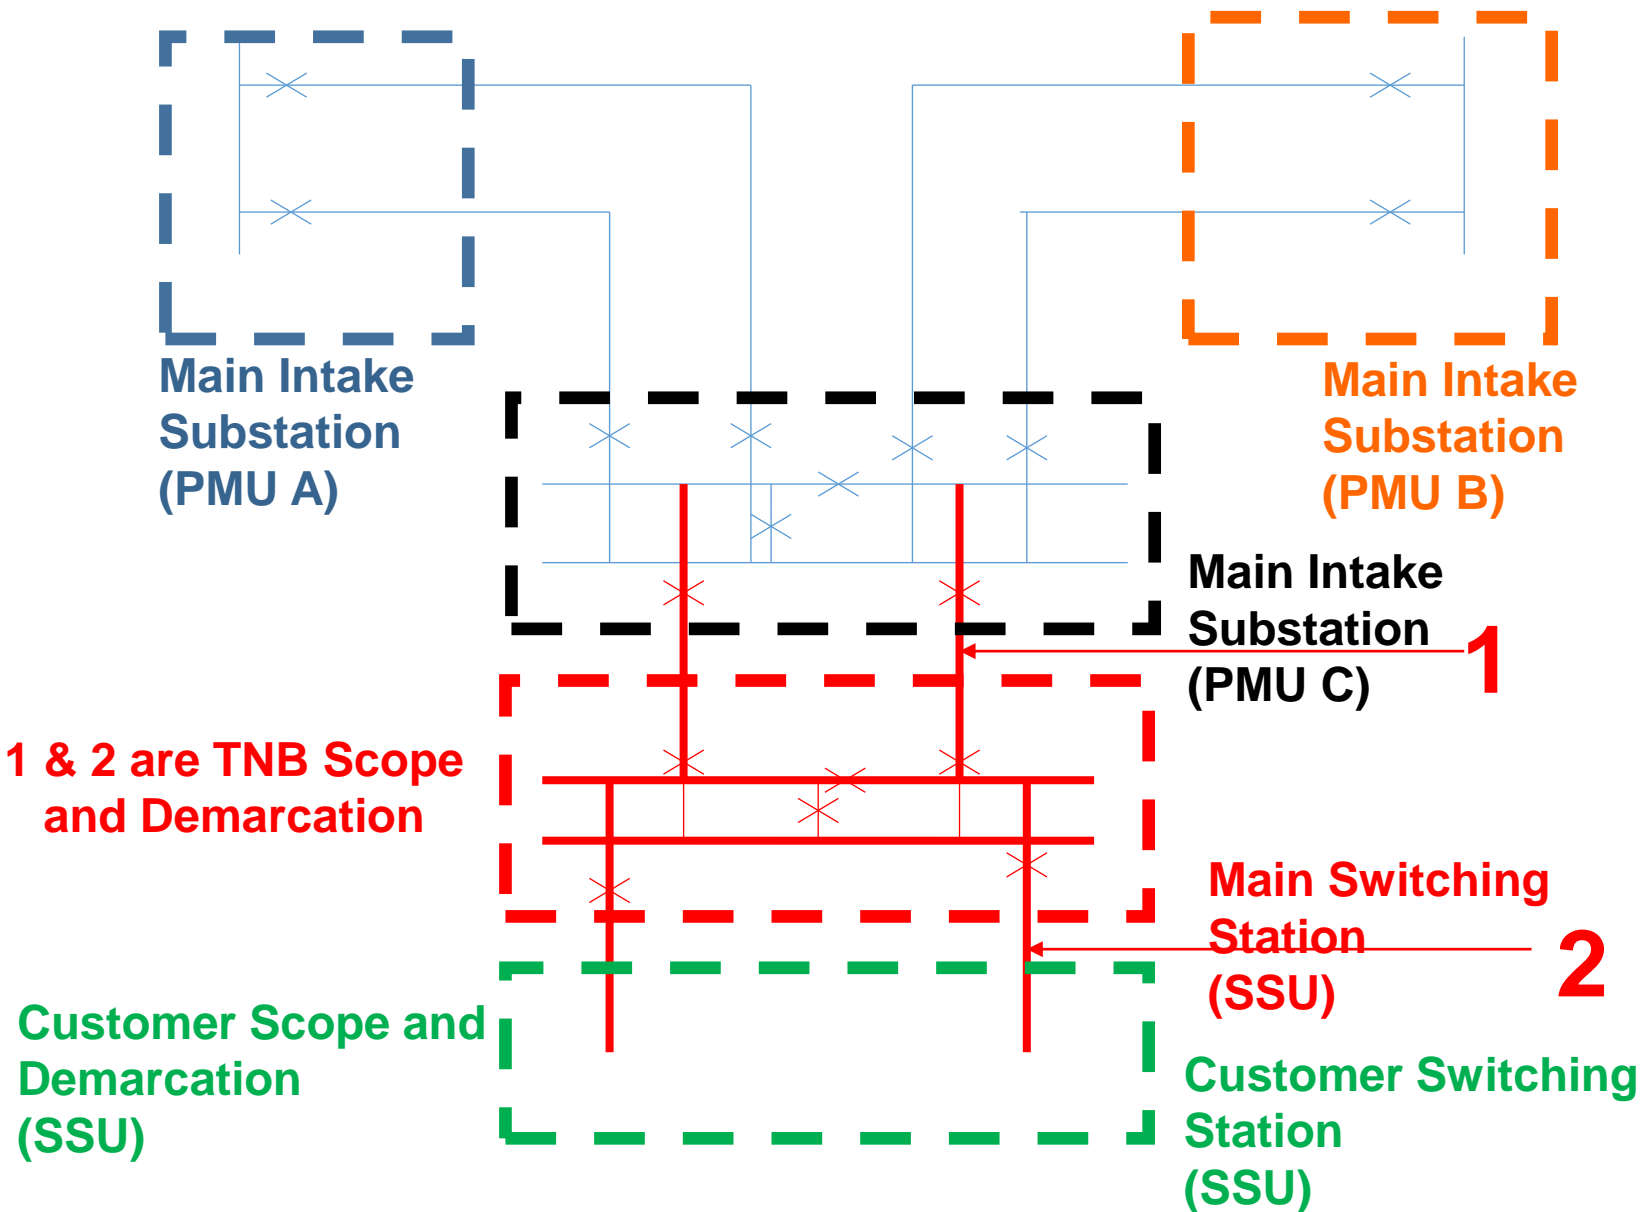 Main Intake
Substation
(PMU A)
Main Intake
Substation
(PMU B)
Main Intake
Substation
(PMU C)
1
1 & 2 are TNB Scope
and Demarcation
Main Switching
Station
(SSU)
2
Customer Scope and
Demarcation
(SSU)
Customer Switching
Station
(SSU)